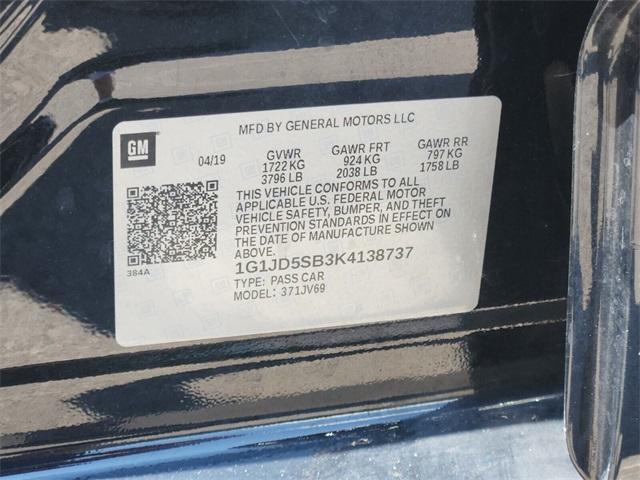 MFD BY GENERAL MOTORS LLC
GM
04/19 GVWR GAWR FRT GAWR RR
1722 KG 924 KG 797 KG
3796 LB 2038 LB 1758 LB
THIS VEHICLE CONFORMS TO ALL
APPLICABLE U.S. FEDERAL MOTOR
VEHICLE SAFETY, BUMPER, AND THEFT
PREVENTION STANDARDS IN EFFECT ON
THE DATE OF MANUFACTURE SHOWN
ABOVE.
384A
1G1JD5SB3K4138737
TYPE: PASS CAR
MODEL: 371JV69